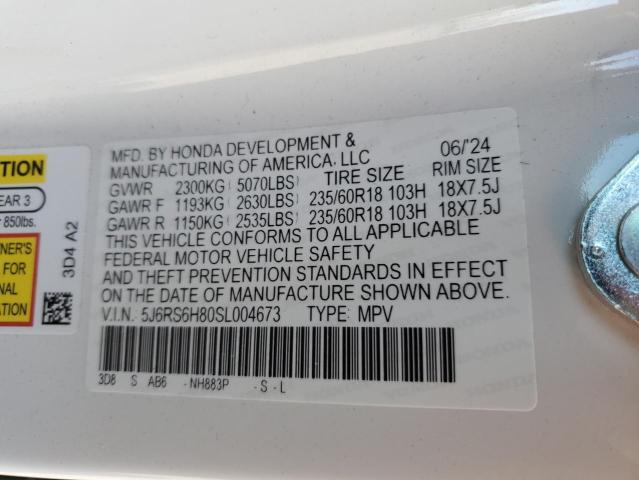 MFD. BY HONDA DEVELOPMENT & 06/'24
MANUFACTURING OF AMERICA, LLC
TIRE SIZE RIM SIZE
GVWR 2300KG ( 5070LBS)
GAWR F 1193KG ( 2630LBS) 235/60R18 103H 18X7.5J
GAWR R 1150KG ( 2535LBS) 235/60R18 103H 18X7.5J
THIS VEHICLE CONFORMS TO ALL APPLICABLE
FEDERAL MOTOR VEHICLE SAFETY
AND THEFT PREVENTION STANDARDS IN EFFECT
ON THE DATE OF MANUFACTURE SHOWN ABOVE.
V.I.N. : 5J6RS6H80SL004673 TYPE: MPV
3D8 S AB6 -NH883P -S - L
TION
EAR 3
850lbs.
NER'S
FOR
NAL
ATION
3D4 A2